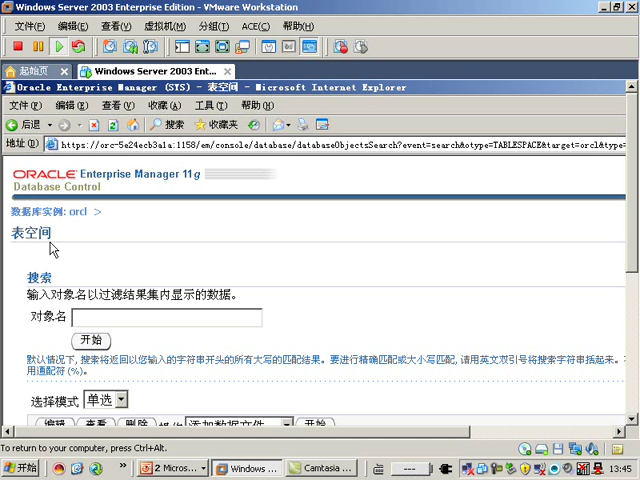 Windows Server 2003 Enterprise Edition - VMware Workstation
文件(F) 编辑(E) 查看(V) 虚拟机(M) 分组(T) ACE(C) 帮助(H)
起始页 Windows Server 2003 Ent...
Oracle Enterprise Manager (SYS) - 表空间 - Microsoft Internet Explorer
文件(F) 编辑(E) 查看(V) 收藏(A) 工具(T) 帮助(H)
后退 搜索 收藏夹
地址(D) https://orc-5e24ecb3a1a:1158/em/console/database/databaseObjectsSearch?event=search&otype=TABLESPACE&target=orcl&type=
ORACLE Enterprise Manager 11g
Database Control
数据库实例: orcl >
表空间
搜索
输入对象名以过滤结果集内显示的数据。
对象名
开始
默认情况下, 搜索将返回以您输入的字符串开头的所有大写的匹配结果。要进行精确匹配或大小写匹配, 请用英文双引号将搜索字符串括起来。
用通配符 (%)。
选择模式 单选
编辑 查看 删除 操作 添加数据文件 开始
To return to your computer, press Ctrl+Alt.
开始 » 2 Micros... Windows ... Camtasia ... --- 13:45